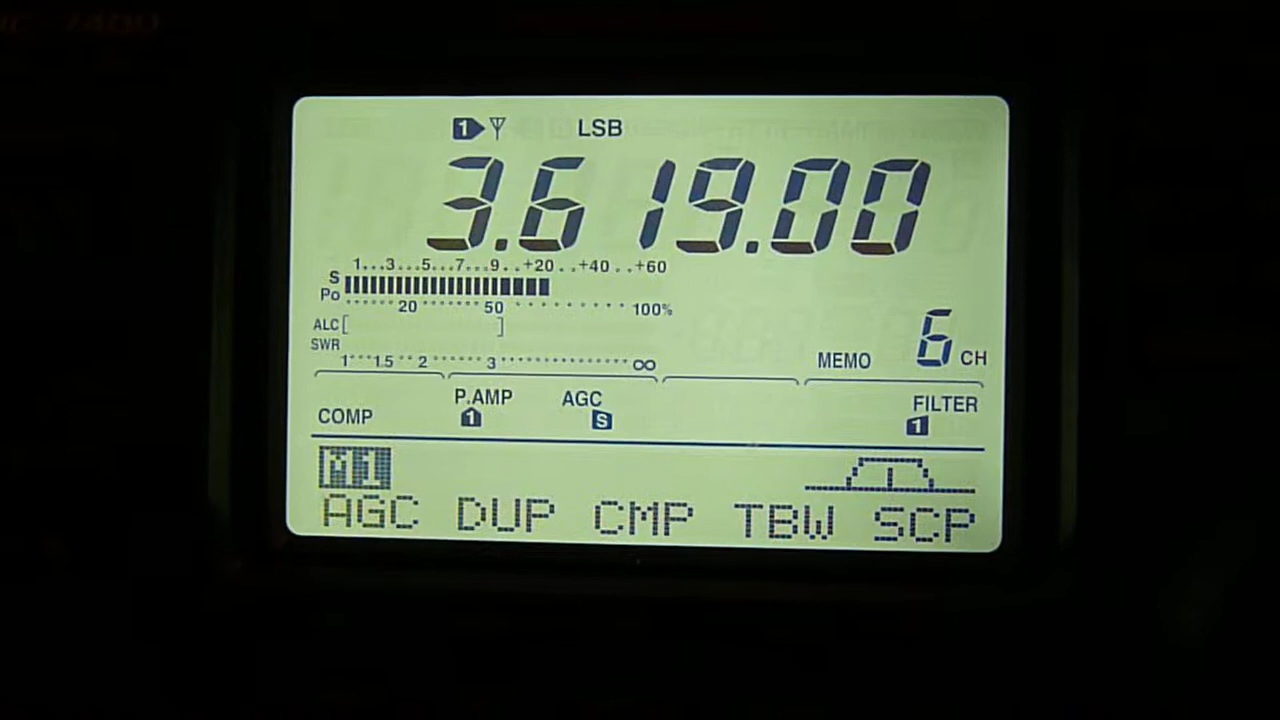 1 LSB
3.619.00
S 1...3...5...7...9..+20..+40..+60
Po 20 50 100%
ALC
SWR 1 1.5 2 3 ∞
MEMO 6 CH
COMP P.AMP 1 AGC S FILTER 1
M1
AGC DUP CMP TBW SCP